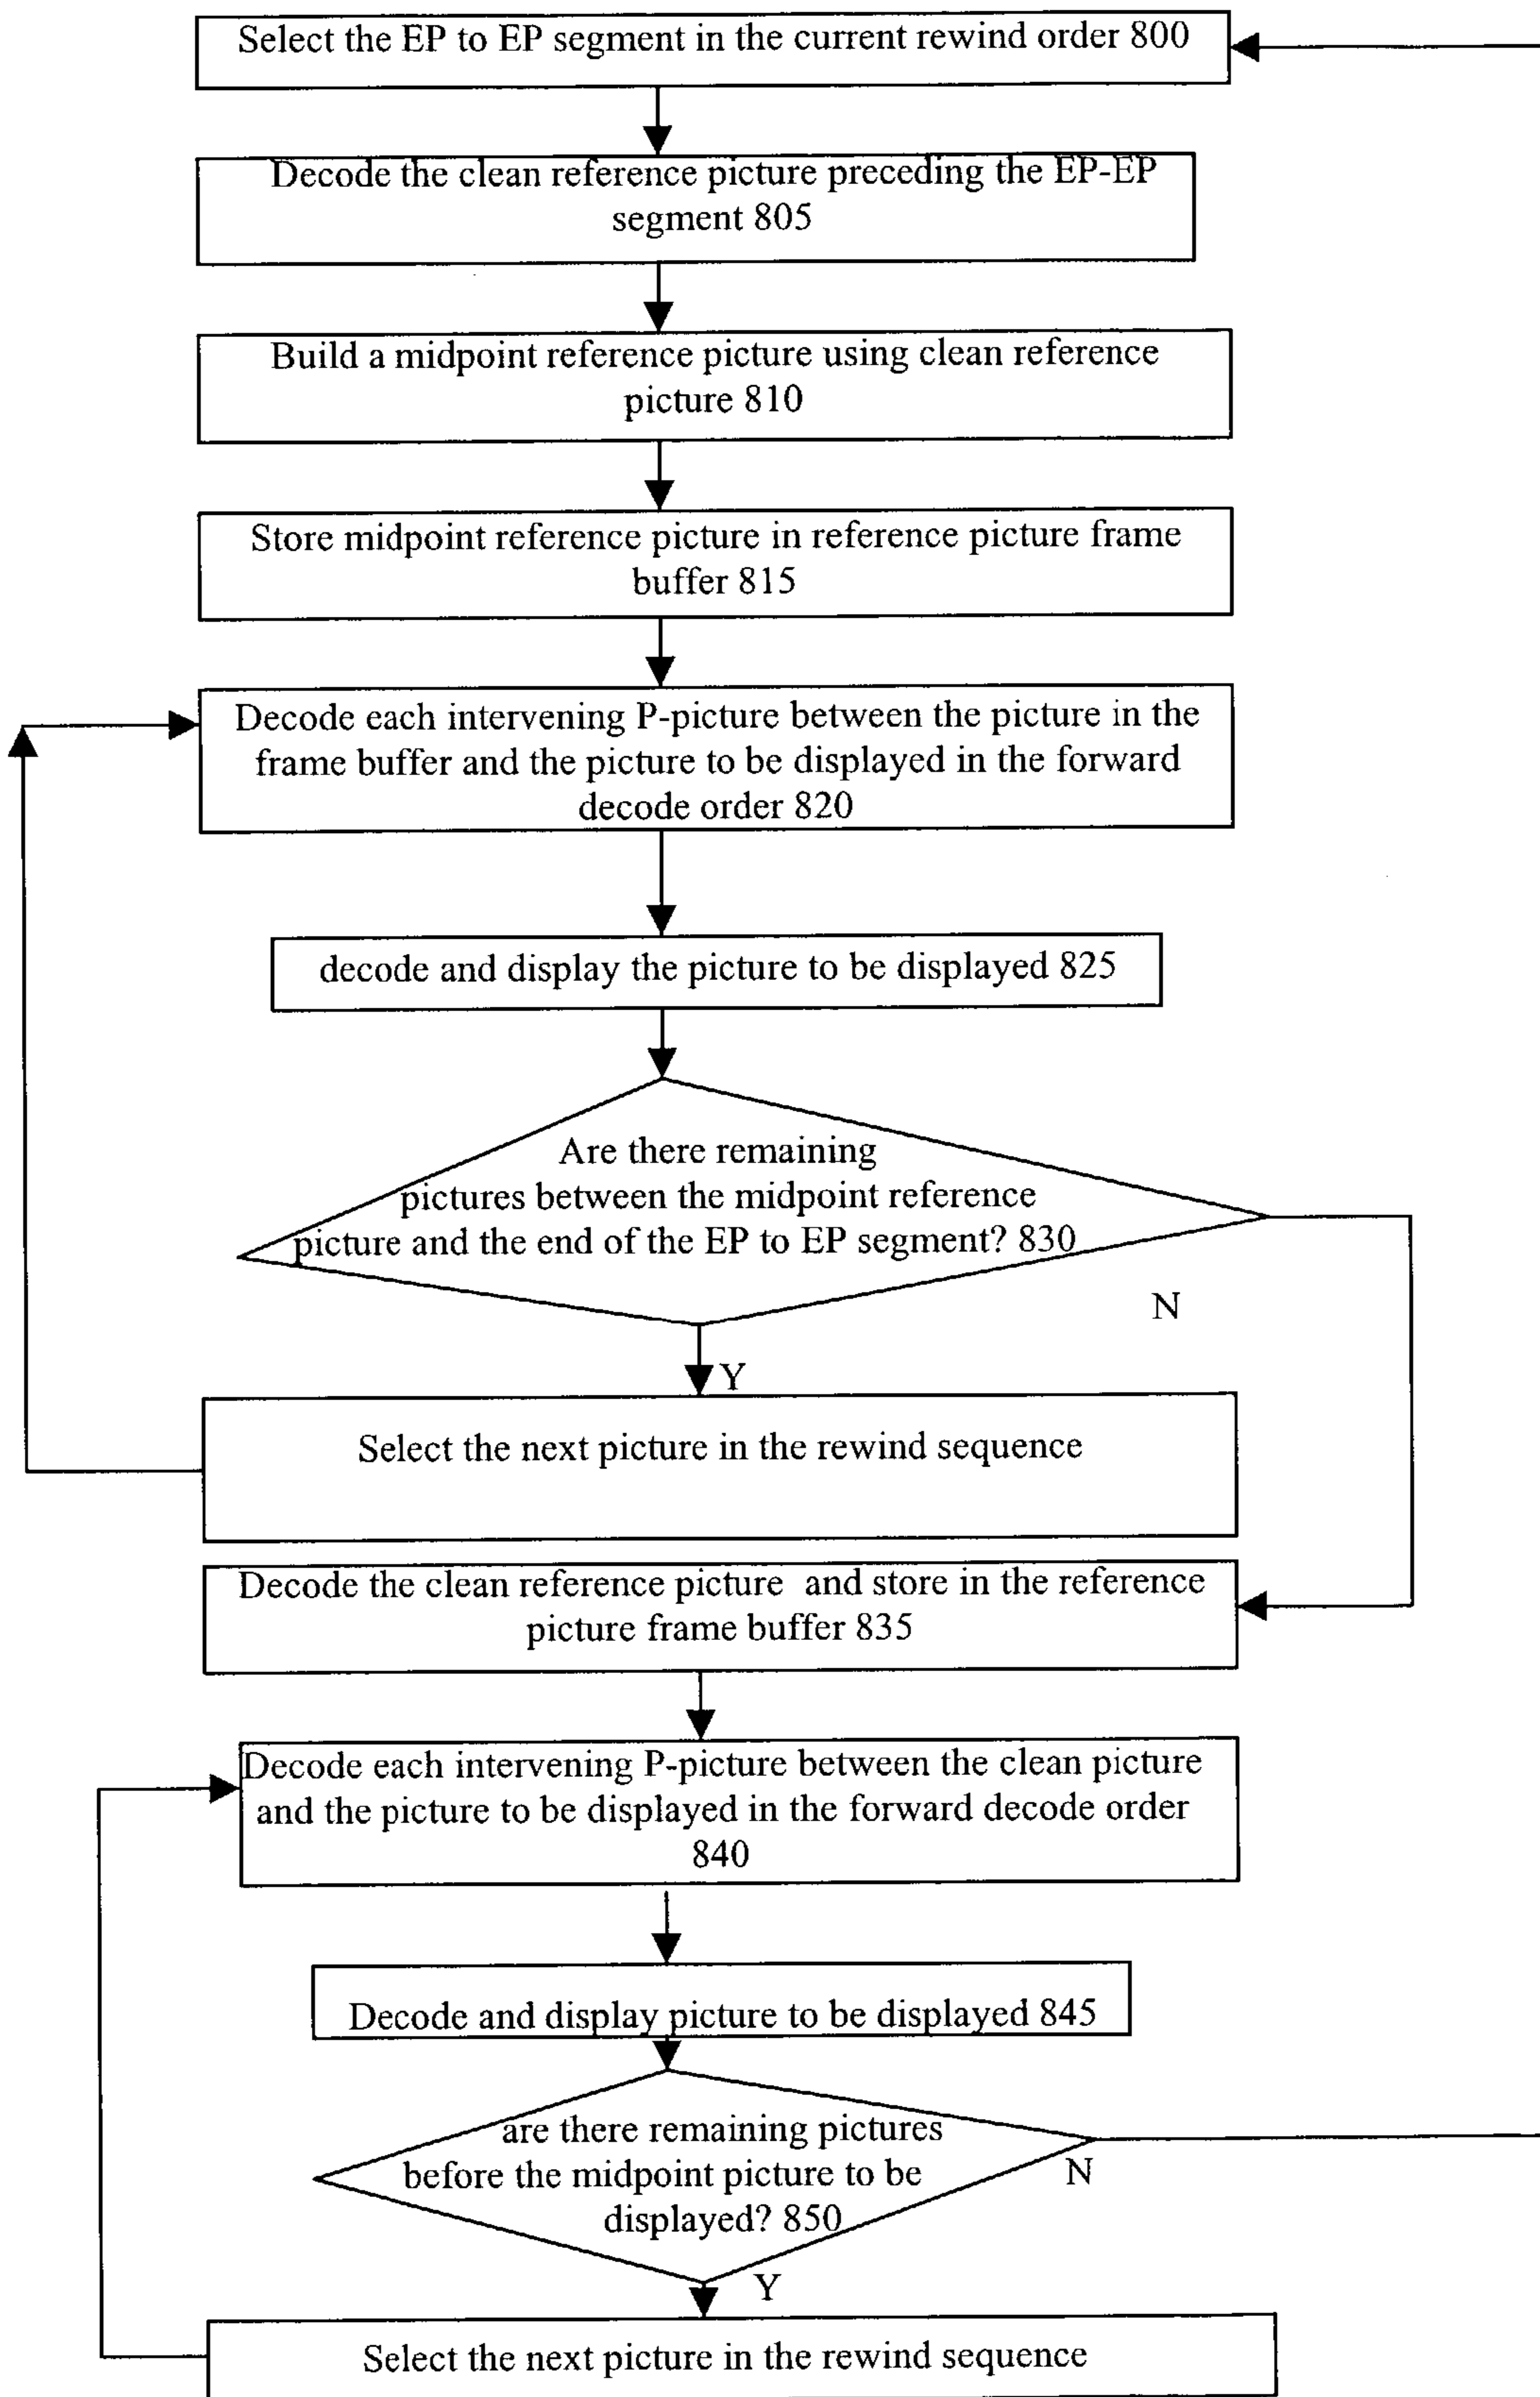 Select the EP to EP segment in the current rewind order 800
Decode the clean reference picture preceding the EP-EP
segment 805
Build a midpoint reference picture using clean reference
picture 810
Store midpoint reference picture in reference picture frame
buffer 815
Decode each intervening P-picture between the picture in the
frame buffer and the picture to be displayed in the forward
decode order 820
decode and display the picture to be displayed 825
Are there remaining
pictures between the midpoint reference
picture and the end of the EP to EP segment? 830
N
Y
Select the next picture in the rewind sequence
Decode the clean reference picture and store in the reference
picture frame buffer 835
Decode each intervening P-picture between the clean picture
and the picture to be displayed in the forward decode order
840
Decode and display picture to be displayed 845
are there remaining pictures
before the midpoint picture to be
displayed? 850
N
Y
Select the next picture in the rewind sequence